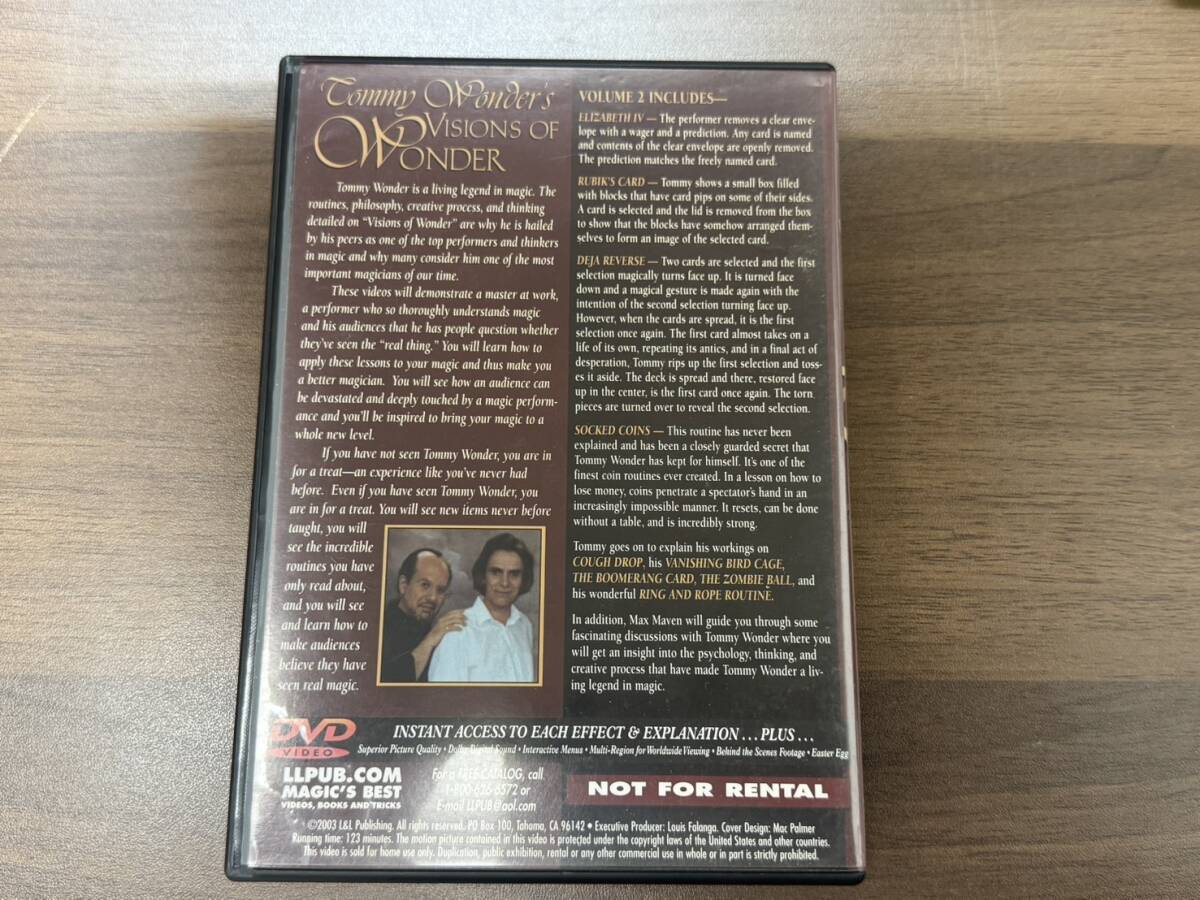 Tommy Wonder's
VISIONS OF
WONDER
Tommy Wonder is a living legend in magic. The
routines, philosophy, creative process, and thinking
detailed on “Visions of Wonder” are why he is hailed
by his peers as one of the top performers and thinkers
in magic and why many consider him one of the most
important magicians of our time.
These videos will demonstrate a master at work,
a performer who so thoroughly understands magic
and his audiences that he has people question whether
they've seen the “real thing.” You will learn how to
apply these lessons to your magic and thus make you
a better magician. You will see how an audience can
be devastated and deeply touched by a magic perform-
ance and you'll be inspired to bring your magic to a
whole new level.
If you have not seen Tommy Wonder, you are in
for a treat—an experience like you've never had
before. Even if you have seen Tommy Wonder, you
are in for a treat. You will see new items never before
taught, you will
see the incredible
routines you have
only read about,
and you will see
and learn how to
make audiences
believe they have
seen real magic.
VOLUME 2 INCLUDES—
ELIZABETH IV — The performer removes a clear enve-
lope with a wager and a prediction. Any card is named
and contents of the clear envelope are openly removed.
The prediction matches the freely named card.
RUBIK'S CARD — Tommy shows a small box filled
with blocks that have card pips on some of their sides.
A card is selected and the lid is removed from the box
to show that the blocks have somehow arranged them-
selves to form an image of the selected card.
DEJA REVERSE — Two cards are selected and the first
selection magically turns face up. It is turned face
down and a magical gesture is made again with the
intention of the second selection turning face up.
However, when the cards are spread, it is the first
selection once again. The first card almost takes on a
life of its own, repeating its antics, and in a final act of
desperation, Tommy rips up the first selection and toss-
es it aside. The deck is spread and there, restored face
up in the center, is the first card once again. The torn
pieces are turned over to reveal the second selection.
SOCKED COINS — This routine has never been
explained and has been a closely guarded secret that
Tommy Wonder has kept for himself. It's one of the
finest coin routines ever created. In a lesson on how to
lose money, coins penetrate a spectator's hand in an
increasingly impossible manner. It resets, can be done
without a table, and is incredibly strong.
Tommy goes on to explain his workings on
COUGH DROP, his VANISHING BIRD CAGE,
THE BOOMERANG CARD, THE ZOMBIE BALL, and
his wonderful RING AND ROPE ROUTINE.
In addition, Max Maven will guide you through some
fascinating discussions with Tommy Wonder where you
will get an insight into the psychology, thinking, and
creative process that have made Tommy Wonder a liv-
ing legend in magic.
DVD
VIDEO
INSTANT ACCESS TO EACH EFFECT & EXPLANATION . . . PLUS . . .
Superior Picture Quality • Dolby Digital Sound • Interactive Menus • Multi-Region for Worldwide Viewing • Behind the Scenes Footage • Easter Egg
LLPUB.COM
MAGIC'S BEST
VIDEOS, BOOKS AND TRICKS
For a FREE CATALOG, call
1-800-626-6572 or
E-mail LLPUB@aol.com
NOT FOR RENTAL
©2003 L&L Publishing. All rights reserved. PO Box 100, Tahoma, CA 96142 • Executive Producer: Louis Falanga. Cover Design: Mac Palmer
Running time: 123 minutes. The motion picture contained in this video is protected under the copyright laws of the United States and other countries.
This video is sold for home use only. Duplication, public exhibition, rental or any other commercial use in whole or in part is strictly prohibited.